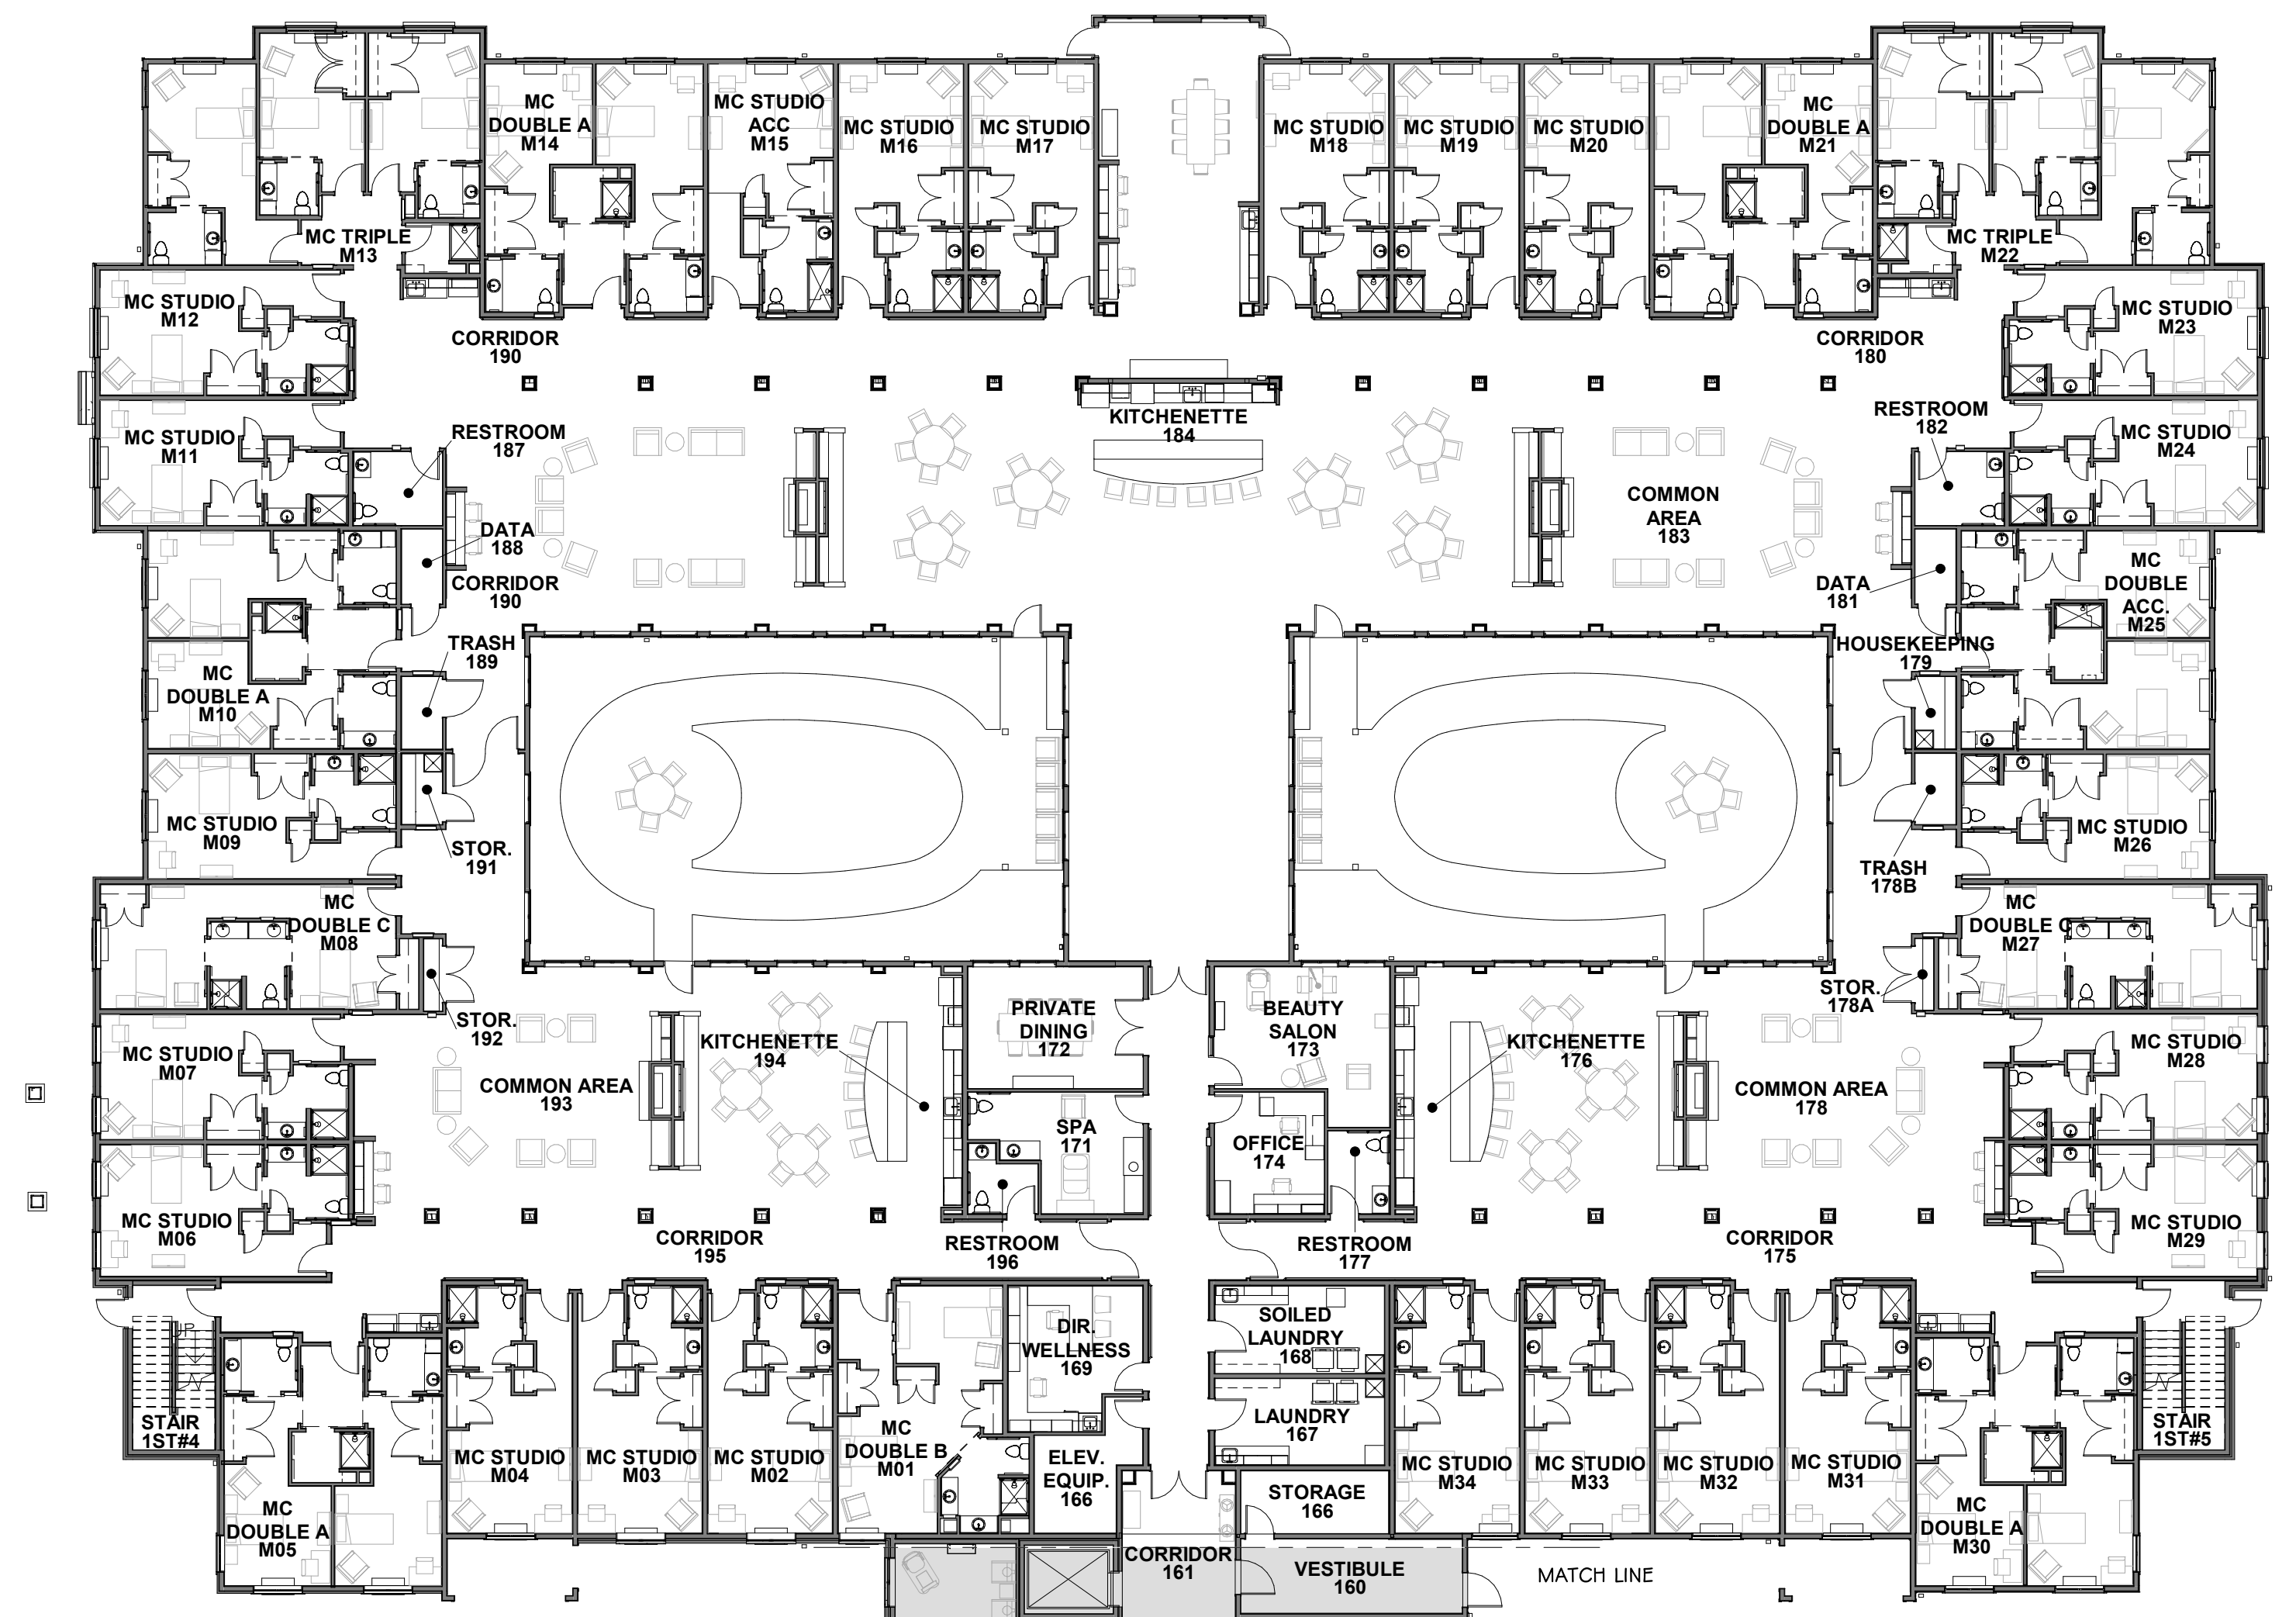 MC
DOUBLE A
M14
MC STUDIO
ACC
M15
MC STUDIO
M16
MC STUDIO
M17
MC STUDIO
M18
MC STUDIO
M19
MC STUDIO
M20
MC
DOUBLE A
M21
MC TRIPLE
M13
MC TRIPLE
M22
MC STUDIO
M12
CORRIDOR
190
CORRIDOR
180
MC STUDIO
M23
MC STUDIO
M11
RESTROOM
187
KITCHENETTE
184
RESTROOM
182
MC STUDIO
M24
COMMON
AREA
183
DATA
188
CORRIDOR
190
DATA
181
MC
DOUBLE
ACC.
M25
TRASH
189
HOUSEKEEPING
179
MC
DOUBLE A
M10
MC STUDIO
M09
STOR.
191
MC STUDIO
M26
TRASH
178B
MC
DOUBLE C
M08
MC
DOUBLE C
M27
STOR.
192
STOR.
178A
MC STUDIO
M07
COMMON AREA
193
KITCHENETTE
194
PRIVATE
DINING
172
BEAUTY
SALON
173
KITCHENETTE
176
COMMON AREA
178
MC STUDIO
M28
SPA
171
OFFICE
174
MC STUDIO
M06
CORRIDOR
195
RESTROOM
196
RESTROOM
177
CORRIDOR
175
MC STUDIO
M29
UP
DIR.
WELLNESS
169
SOILED
LAUNDRY
168
STAIR
1ST#4
LAUNDRY
167
STAIR
1ST#5
MC STUDIO
M04
MC STUDIO
M03
MC STUDIO
M02
MC
DOUBLE B
M01
ELEV.
EQUIP.
166
STORAGE
166
MC STUDIO
M34
MC STUDIO
M33
MC STUDIO
M32
MC STUDIO
M31
MC
DOUBLE A
M05
MC
DOUBLE A
M30
CORRIDOR
161
VESTIBULE
160
MATCH LINE